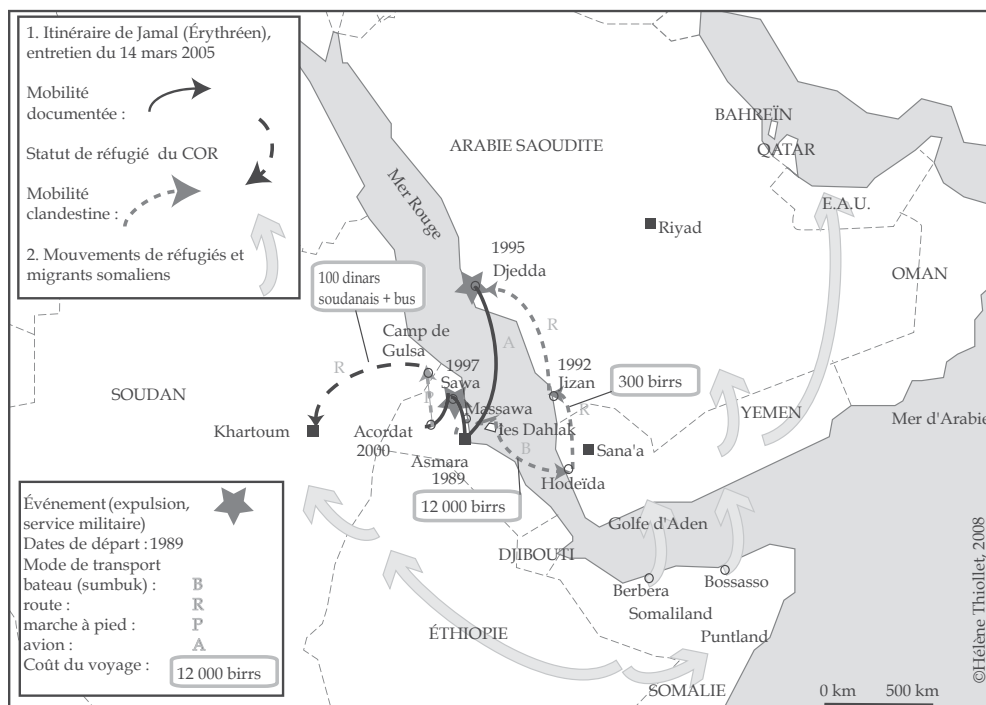 1. Itinéraire de Jamal (Érythréen),
entretien du 14 mars 2005
Mobilité
documentée :
Statut de réfugié du COR
Mobilité
clandestine :
2. Mouvements de réfugiés et
migrants somaliens
BAHREÏN
QATAR
ARABIE SAOUDITE
Mer Rouge
E.A.U.
Riyad
OMAN
1995
Djedda
100 dinars
soudanais + bus
R
A
Camp de
Gulsa
R
1997
Sawa
1992
Jizan
300 birrs
SOUDAN
P
R
Massawa
Khartoum
Acordat
2000
îles Dahlak
YEMEN
Mer d'Arabie
Sana'a
Asmara
1989
B
Hodeïda
12 000 birrs
Golfe d'Aden
DJIBOUTI
Berbera
Bossasso
Somaliland
Puntland
ÉTHIOPIE
SOMALIE
Événement (expulsion,
service militaire)
Dates de départ : 1989
Mode de transport
bateau (sumbuk) : B
route : R
marche à pied : P
avion : A
Coût du voyage : 12 000 birrs
0 km 500 km
©Hélène Thiollet, 2008